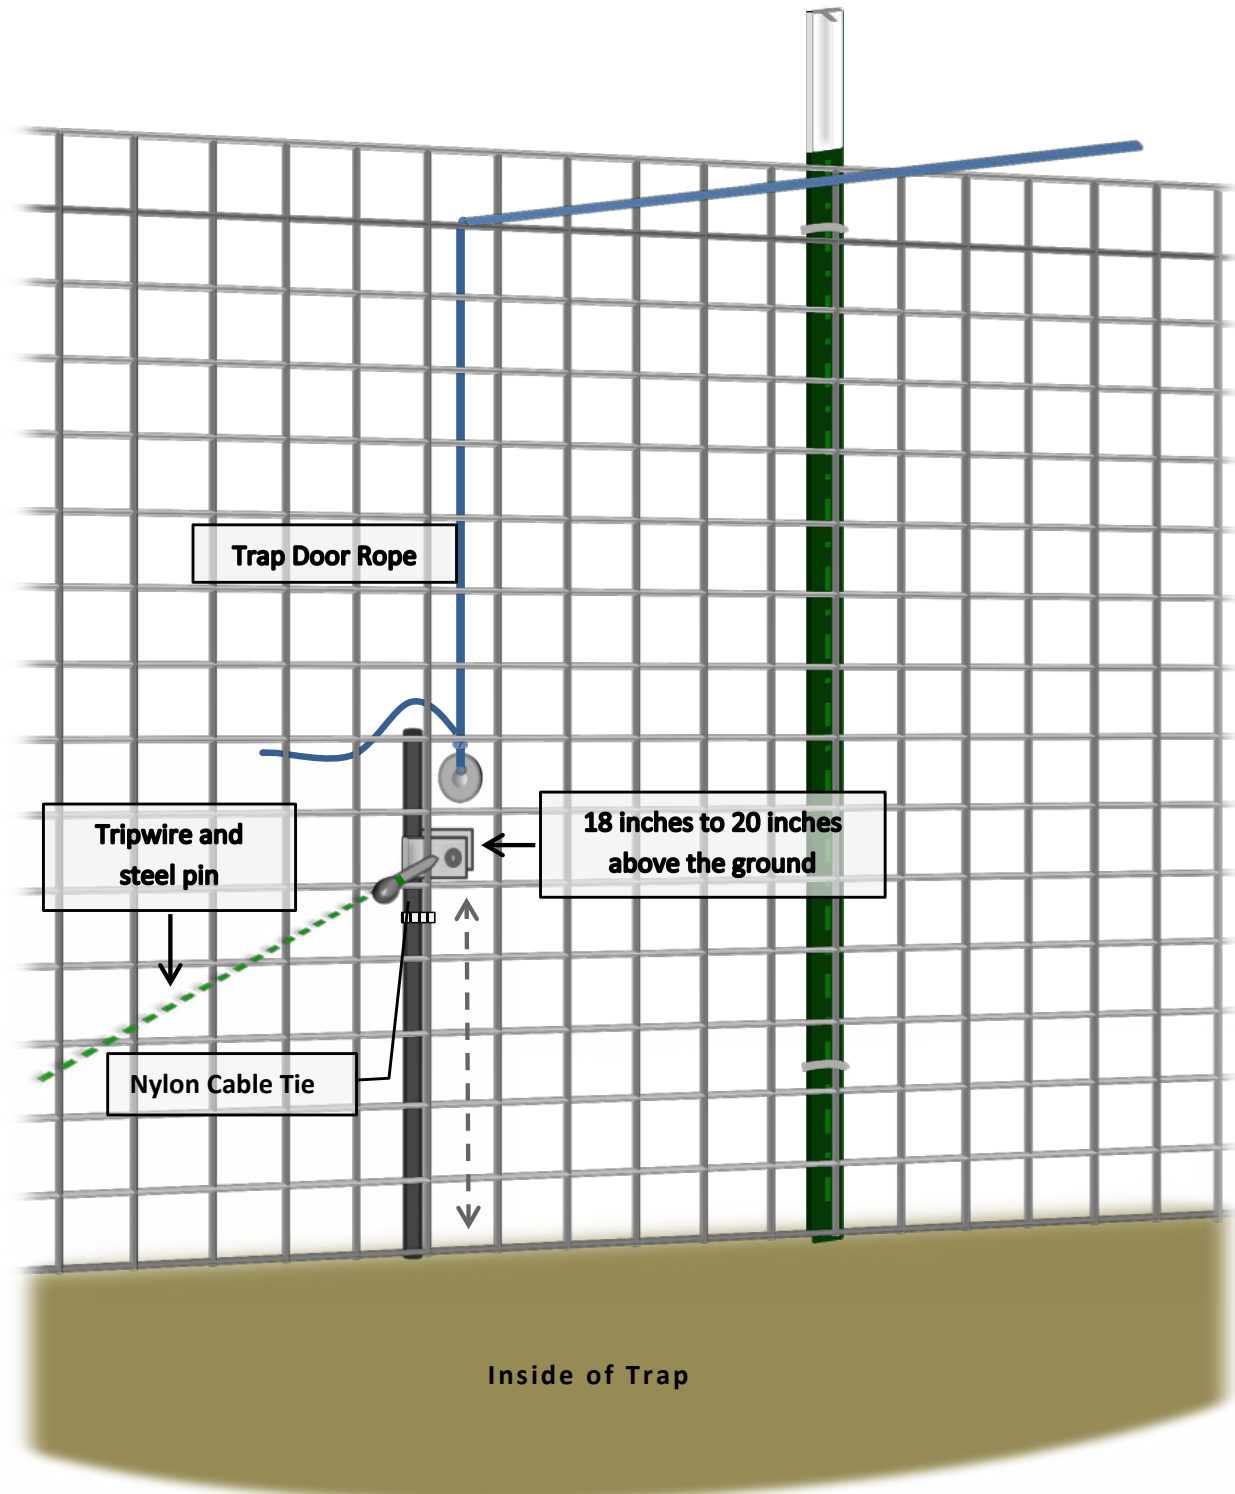 Trap Door Rope
Tripwire and
steel pin
18 inches to 20 inches
above the ground
Nylon Cable Tie
Inside of Trap